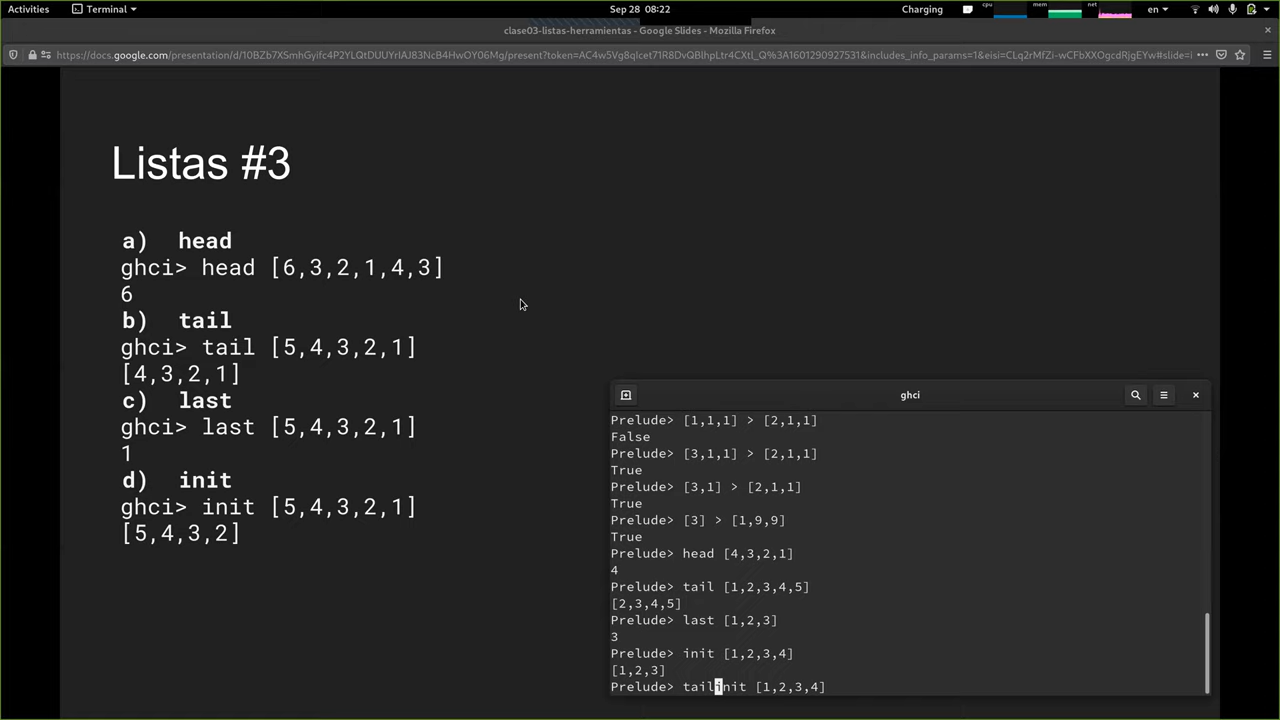 Activities
Terminal
Sep 28 08:22
Charging
cpu
mem
net
en
clase03-listas-herramientas - Google Slides - Mozilla Firefox
Listas #3
a) head
ghci> head [6,3,2,1,4,3]
6
b) tail
ghci> tail [5,4,3,2,1]
[4,3,2,1]
c) last
ghci> last [5,4,3,2,1]
1
d) init
ghci> init [5,4,3,2,1]
[5,4,3,2]
ghci
Prelude> [1,1,1] > [2,1,1]
False
Prelude> [3,1,1] > [2,1,1]
True
Prelude> [3,1] > [2,1,1]
True
Prelude> [3] > [1,9,9]
True
Prelude> head [4,3,2,1]
4
Prelude> tail [1,2,3,4,5]
[2,3,4,5]
Prelude> last [1,2,3]
3
Prelude> init [1,2,3,4]
[1,2,3]
Prelude> tailinit [1,2,3,4]